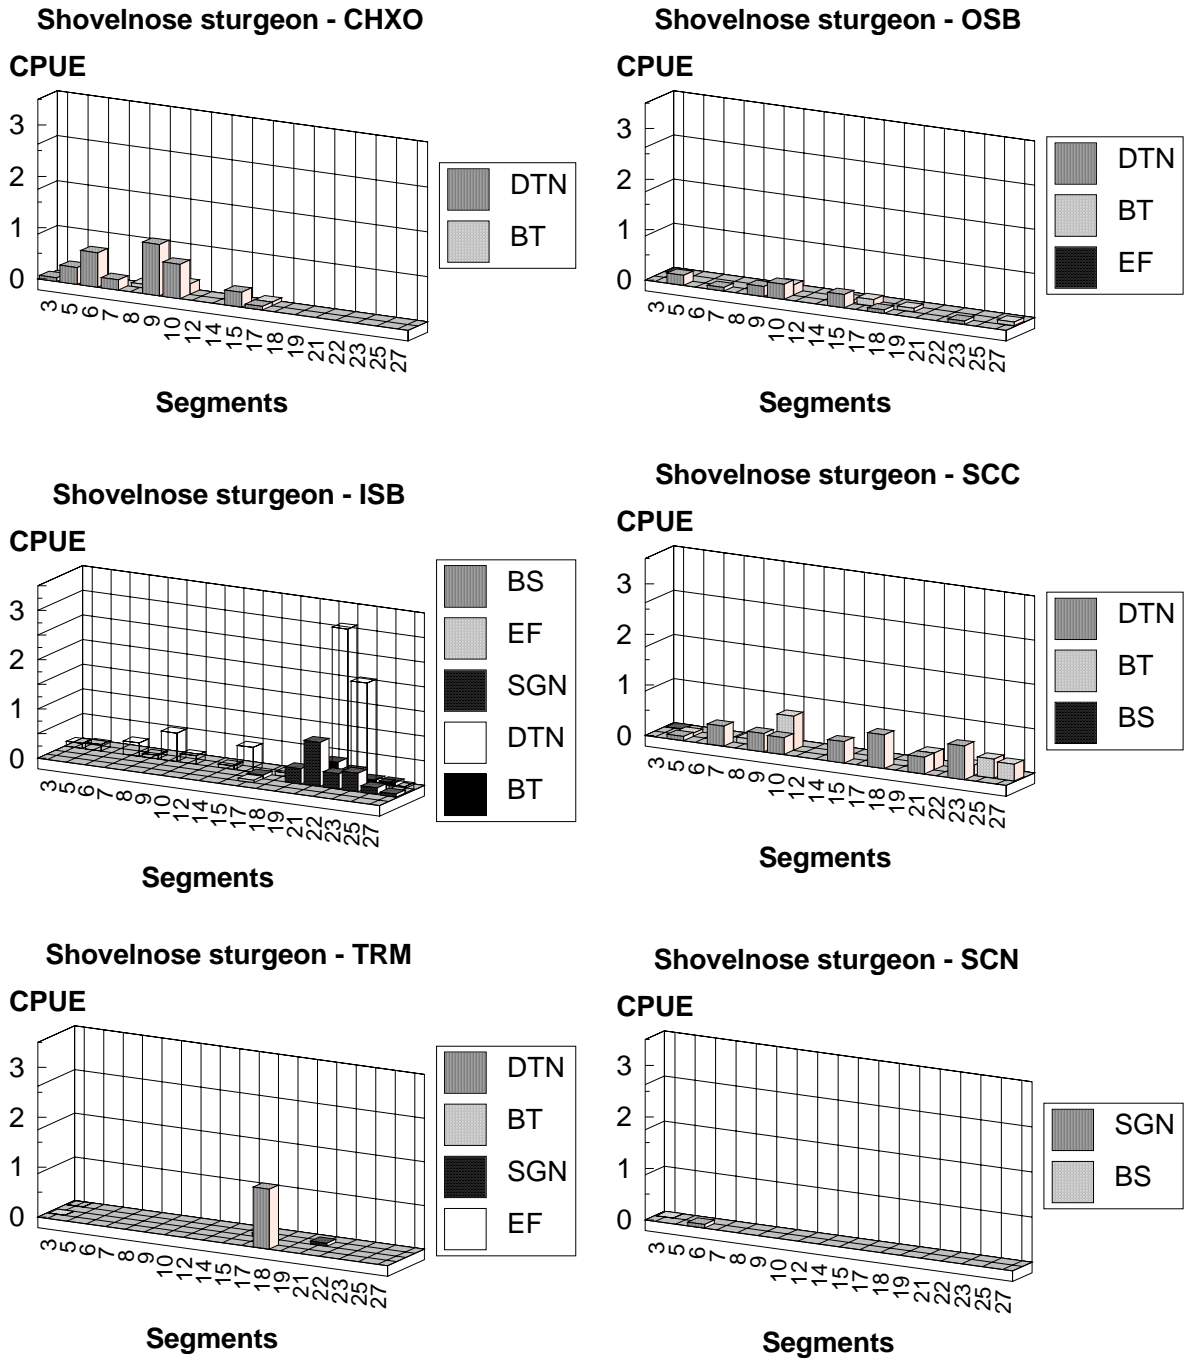 Shovelnose sturgeon - CHXO
CPUE
3
2
1
0
3 5 6 7 8 9 10 12 14 15 17 18 19 21 22 23 25 27
Segments
DTN
BT
Shovelnose sturgeon - OSB
CPUE
3
2
1
0
3 5 6 7 8 9 10 12 14 15 17 18 19 21 22 23 25 27
Segments
DTN
BT
EF
Shovelnose sturgeon - ISB
CPUE
3
2
1
0
3 5 6 7 8 9 10 12 14 15 17 18 19 21 22 23 25 27
Segments
BS
EF
SGN
DTN
BT
Shovelnose sturgeon - SCC
CPUE
3
2
1
0
3 5 6 7 8 9 10 12 14 15 17 18 19 21 22 23 25 27
Segments
DTN
BT
BS
Shovelnose sturgeon - TRM
CPUE
3
2
1
0
3 5 6 7 8 9 10 12 14 15 17 18 19 21 22 23 25 27
Segments
DTN
BT
SGN
EF
Shovelnose sturgeon - SCN
CPUE
3
2
1
0
3 5 6 7 8 9 10 12 14 15 17 18 19 21 22 23 25 27
Segments
SGN
BS